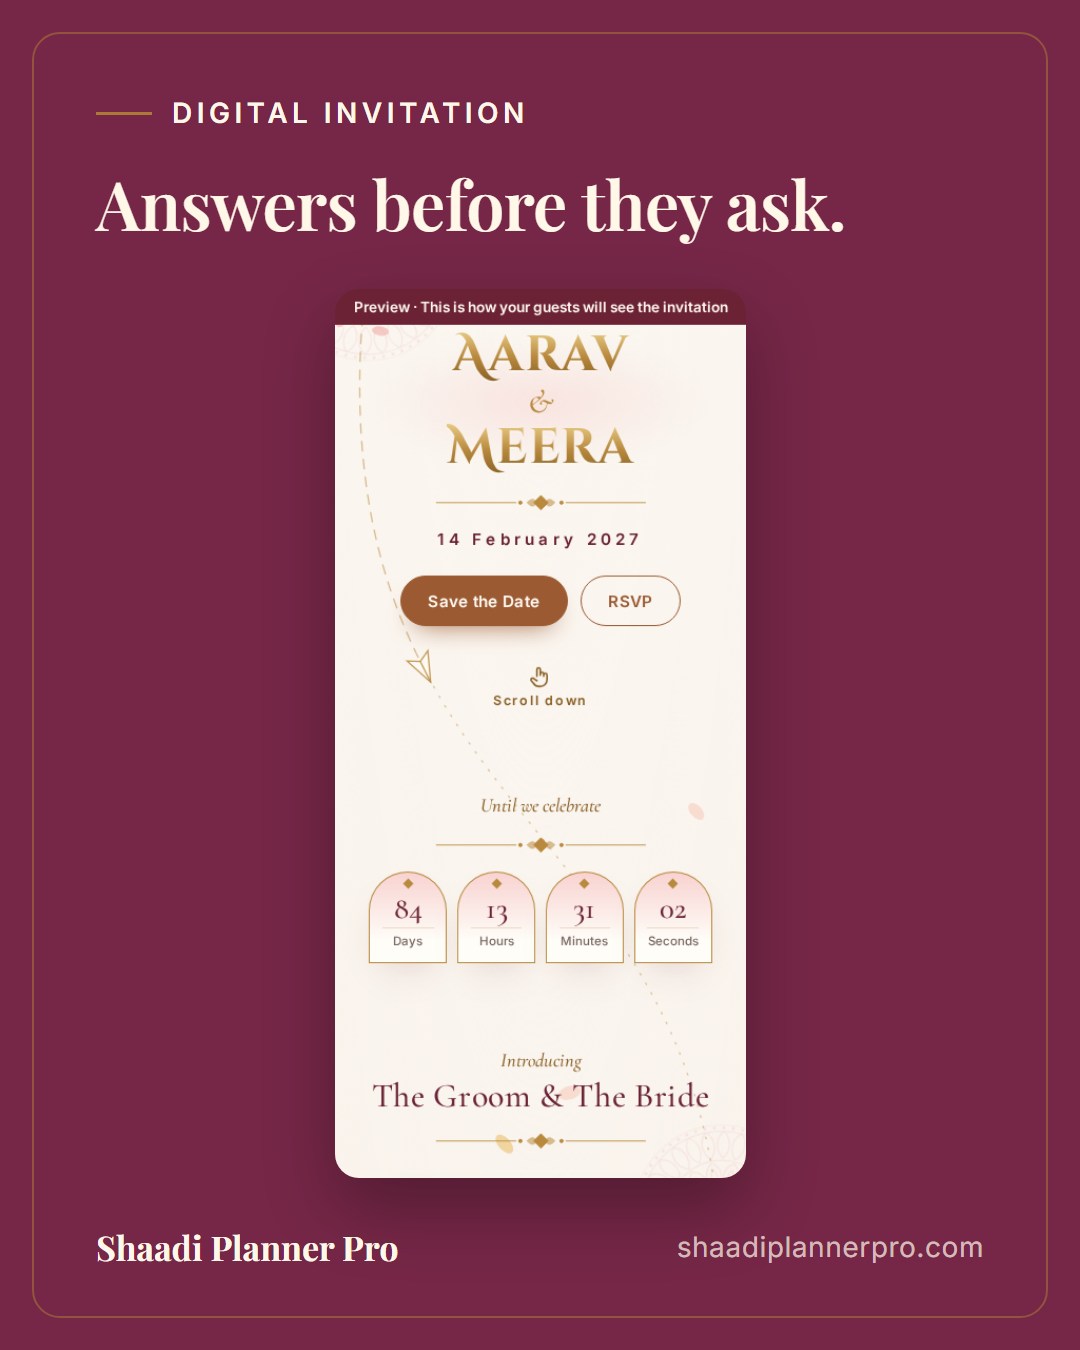 DIGITAL INVITATION
Answers before they ask.
Preview · This is how your guests will see the invitation
AARAV
&
MEERA
14 February 2027
Save the Date
RSVP
Scroll down
Until we celebrate
84 13 31 02
Days Hours Minutes Seconds
Introducing
The Groom & The Bride
Shaadi Planner Pro
shaadiplannerpro.com